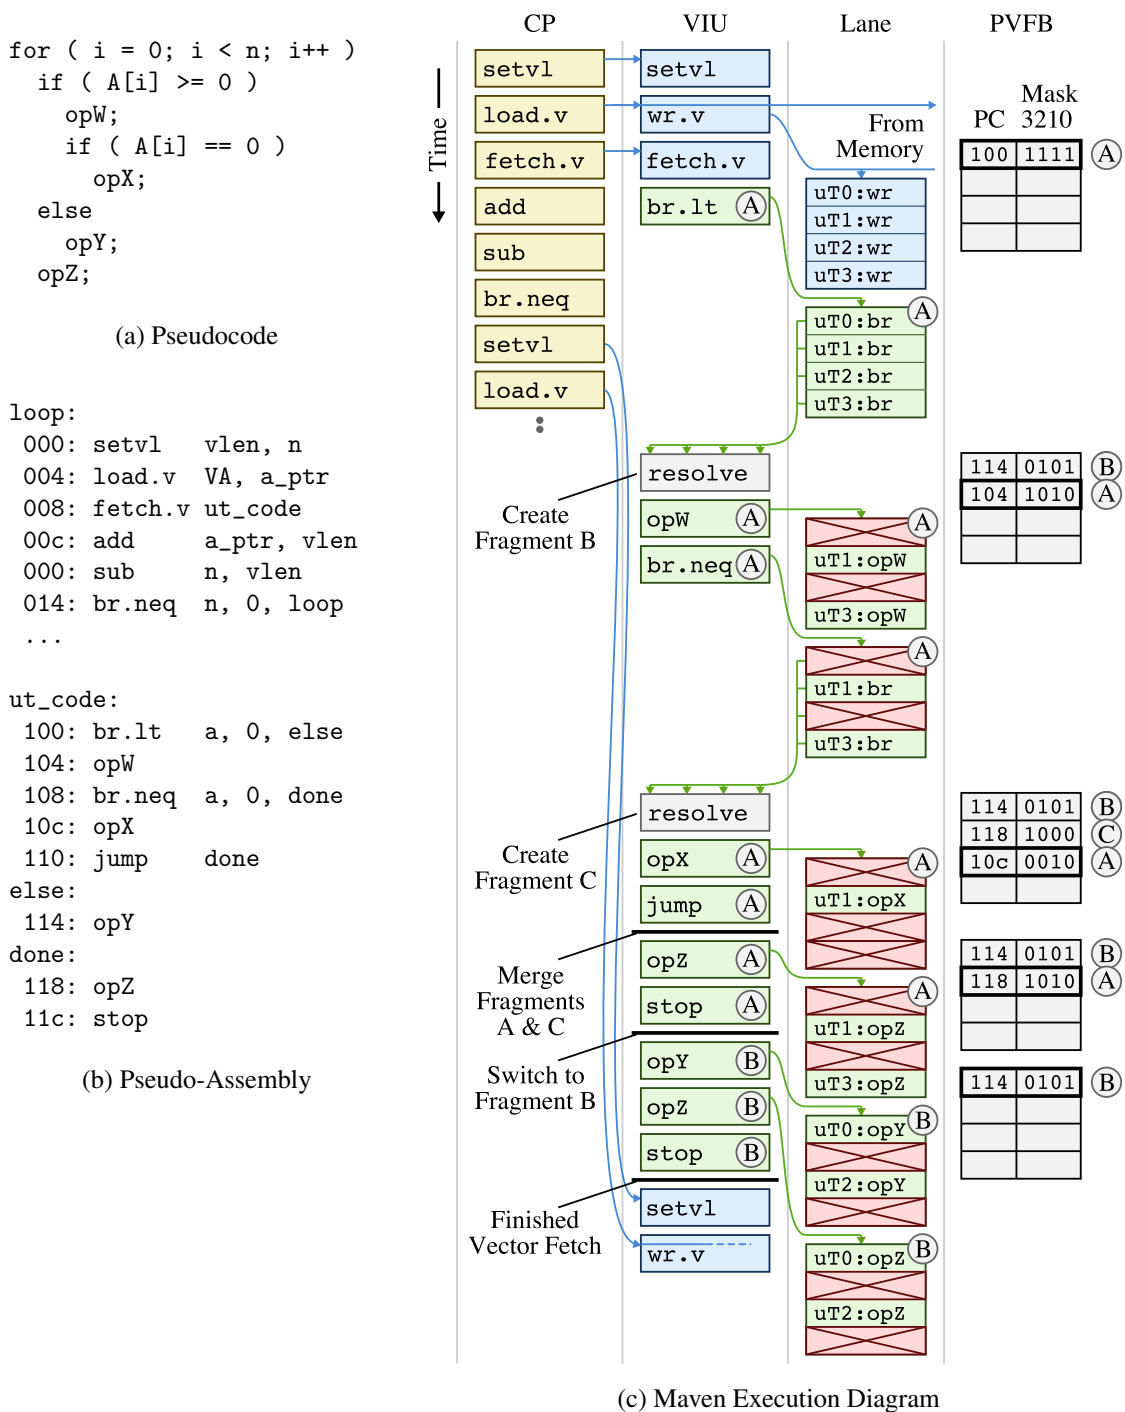 for ( i = 0; i < n; i++ )
if ( A[i] >= 0 )
opW;
if ( A[i] == 0 )
opX;
else
opY;
opZ;
(a) Pseudocode
loop:
000: setvl vlen, n
004: load.v VA, a_ptr
008: fetch.v ut_code
00c: add a_ptr, vlen
000: sub n, vlen
014: br.neq n, 0, loop
...
ut_code:
100: br.lt a, 0, else
104: opW
108: br.neq a, 0, done
10c: opX
110: jump done
else:
114: opY
done:
118: opZ
11c: stop
(b) Pseudo-Assembly
CP
VIU
Lane
PVFB
Time
setvl
load.v
fetch.v
add
sub
br.neq
setvl
load.v
setvl
wr.v
fetch.v
br.lt A
resolve
Create
Fragment B
opW A
br.neq A
resolve
Create
Fragment C
opX A
jump A
Merge
Fragments
A & C
opZ A
stop A
Switch to
Fragment B
opY B
opZ B
stop B
Finished
Vector Fetch
setvl
wr.v
From
Memory
uT0:wr
uT1:wr
uT2:wr
uT3:wr
A
uT0:br
uT1:br
uT2:br
uT3:br
A
uT1:opW
uT3:opW
A
uT1:br
uT3:br
A
uT1:opX
A
uT1:opZ
uT3:opZ
B
uT0:opY
uT2:opY
B
uT0:opZ
uT2:opZ
Mask
PC 3210
100 1111 A
114 0101 B
104 1010 A
114 0101 B
118 1000 C
10c 0010 A
114 0101 B
118 1010 A
114 0101 B
(c) Maven Execution Diagram